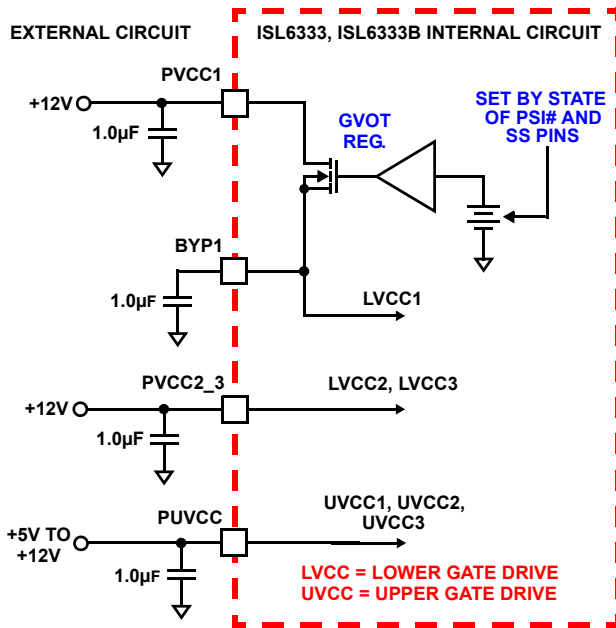 EXTERNAL CIRCUIT
ISL6333, ISL6333B INTERNAL CIRCUIT
PVCC1
+12V
1.0µF
GVOT
REG.
SET BY STATE
OF PSI# AND
SS PINS
BYP1
1.0µF
LVCC1
PVCC2_3
+12V
1.0µF
LVCC2, LVCC3
PUVCC
+5V TO
+12V
1.0µF
UVCC1, UVCC2,
UVCC3
LVCC = LOWER GATE DRIVE
UVCC = UPPER GATE DRIVE